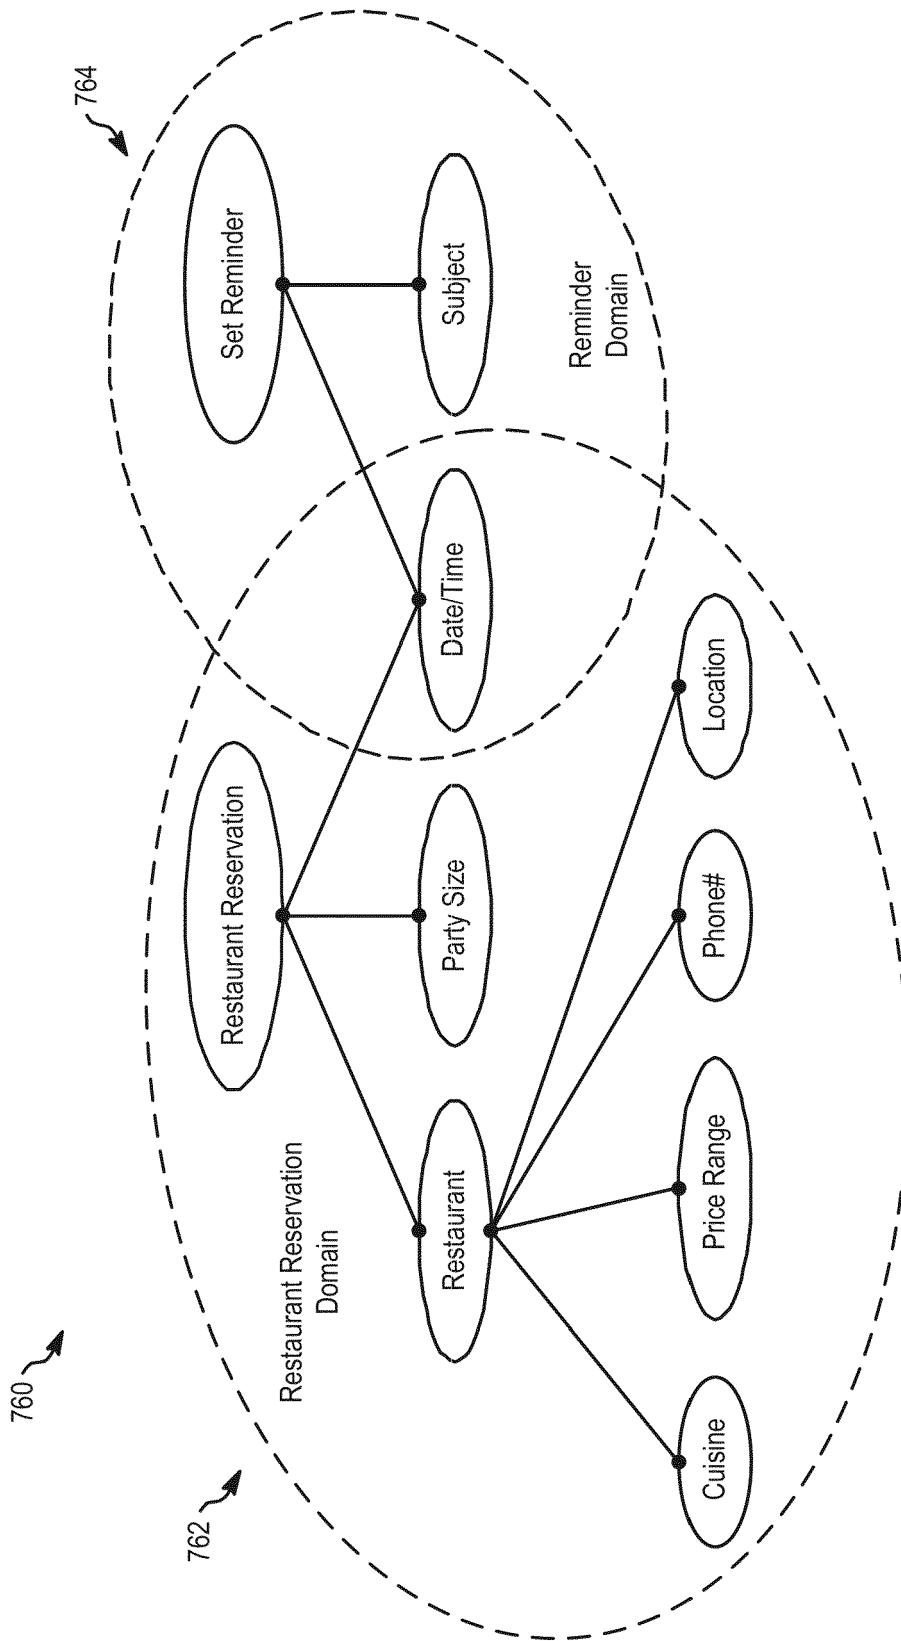 760
762
764
Restaurant Reservation
Set Reminder
Restaurant Reservation
Domain
Restaurant
Party Size
Date/Time
Subject
Reminder
Domain
Cuisine
Price Range
Phone#
Location